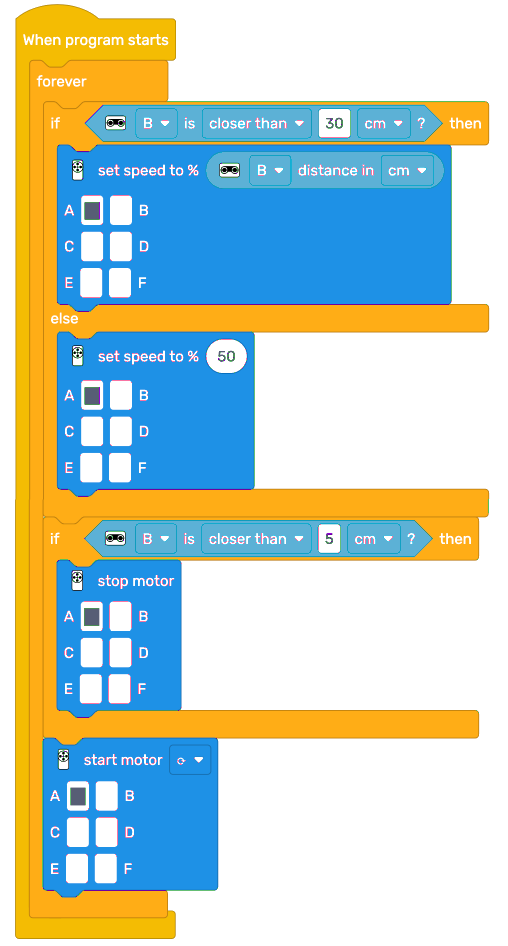 When program starts
forever
if B is closer than 30 cm ? then
set speed to % B distance in cm
A B
C D
E F
else
set speed to % 50
A B
C D
E F
if B is closer than 5 cm ? then
stop motor
A B
C D
E F
start motor
A B
C D
E F